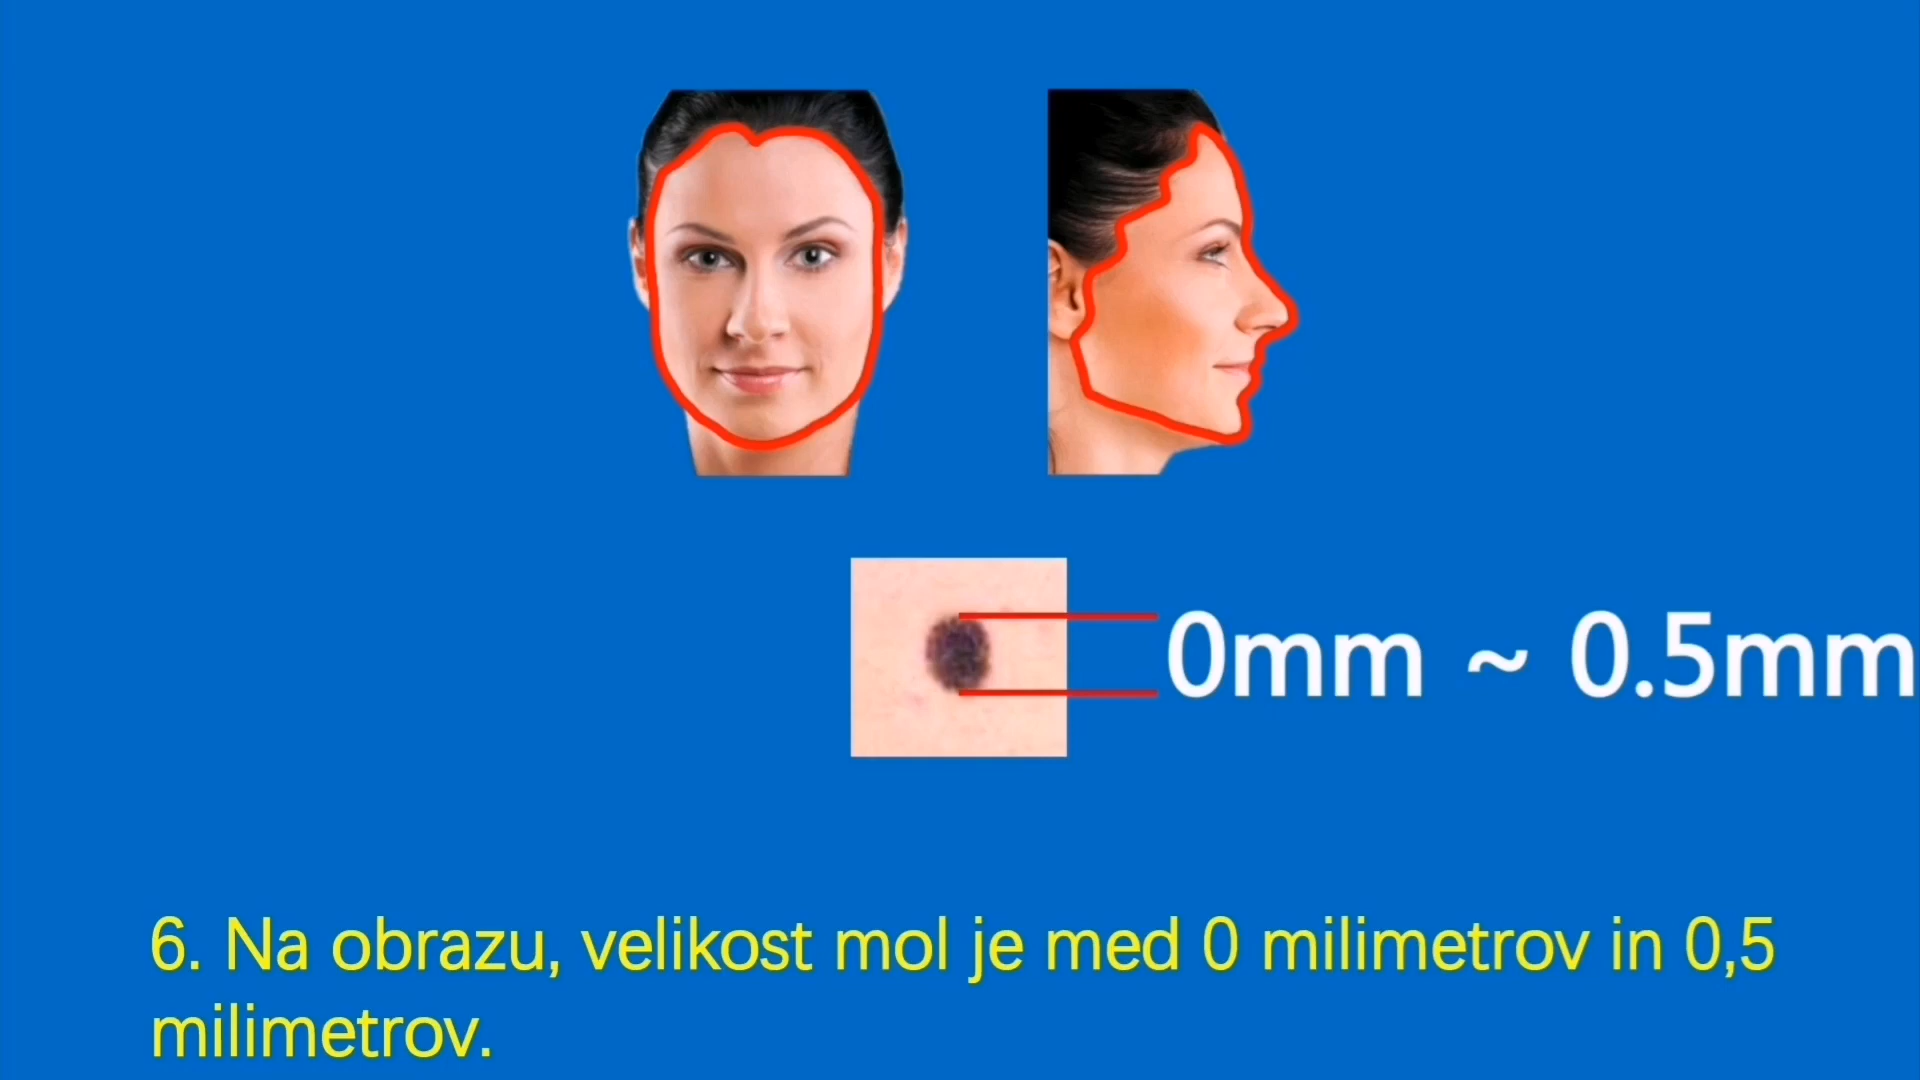 0mm ~ 0.5mm
6. Na obrazu, velikost mol je med 0 milimetrov in 0,5
milimetrov.